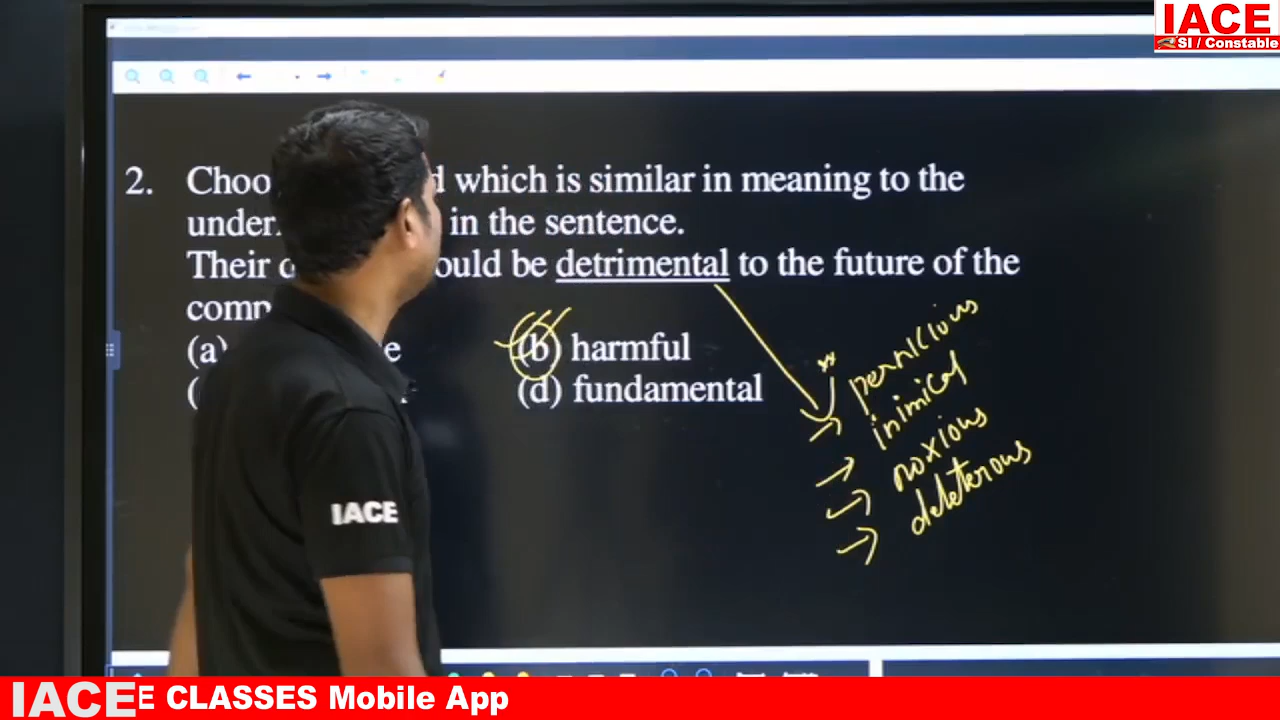 IACE
SI / Constable
2. Choo d which is similar in meaning to the
under in the sentence.
Their ould be detrimental to the future of the
comp
(a) e (b) harmful
(d) fundamental
pernicious
inimical
noxious
deleterous
IACE
IACE E CLASSES Mobile App